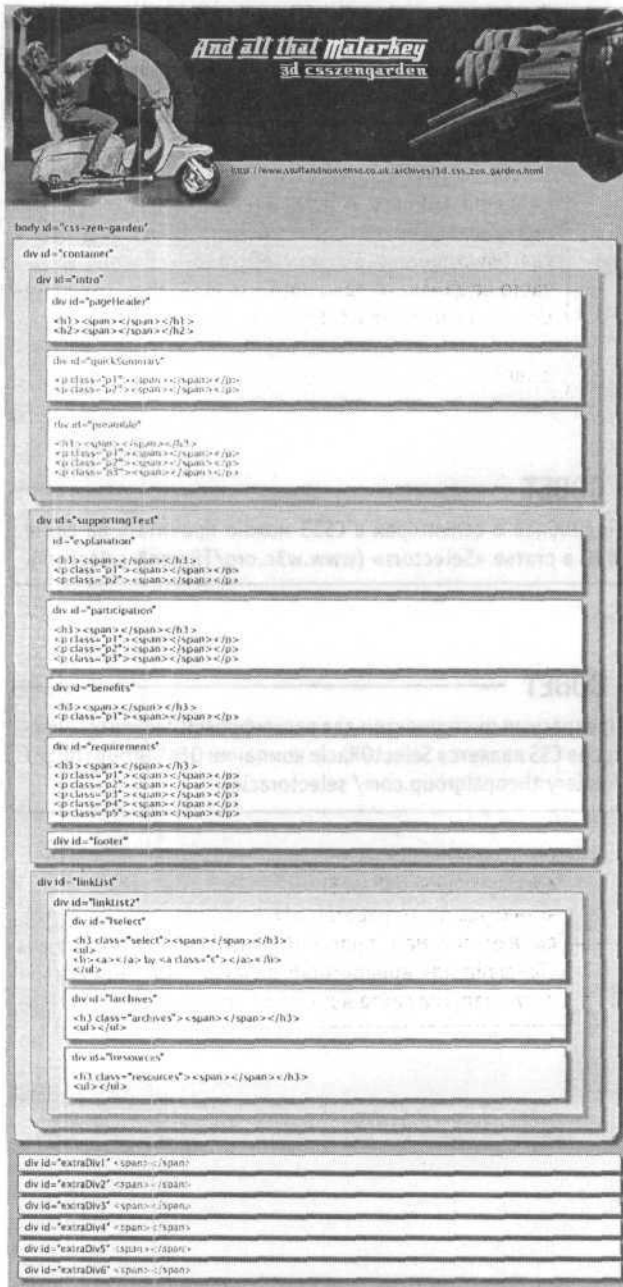 And all that Malarkey
3d csszengarden
http://www.stuffandnonsense.co.uk/archives/3d_css_zen_garden.html
body id="css-zen-garden"
div id="container"
div id="intro"
div id="pageHeader"
<h1><span></span></h1>
<h2><span></span></h2>
div id="quickSummary"
<p class="p1"><span></span></p>
<p class="p2"><span></span></p>
div id="preamble"
<h3><span></span></h3>
<p class="p1"><span></span></p>
<p class="p2"><span></span></p>
<p class="p3"><span></span></p>
div id="supportingText"
id="explanation"
<h3><span></span></h3>
<p class="p1"><span></span></p>
<p class="p2"><span></span></p>
div id="participation"
<h3><span></span></h3>
<p class="p1"><span></span></p>
<p class="p2"><span></span></p>
<p class="p3"><span></span></p>
div id="benefits"
<h3><span></span></h3>
<p class="p1"><span></span></p>
div id="requirements"
<h3><span></span></h3>
<p class="p1"><span></span></p>
<p class="p2"><span></span></p>
<p class="p3"><span></span></p>
<p class="p4"><span></span></p>
<p class="p5"><span></span></p>
div id="footer"
div id="linkList"
div id="linkList2"
div id="lselect"
<h3 class="select"><span></span></h3>
<ul>
<li><a></a> by <a class="c"></a></li>
</ul>
div id="larchives"
<h3 class="archives"><span></span></h3>
<ul></ul>
div id="lresources"
<h3 class="resources"><span></span></h3>
<ul></ul>
div id="extraDiv1" <span></span>
div id="extraDiv2" <span></span>
div id="extraDiv3" <span></span>
div id="extraDiv4" <span></span>
div id="extraDiv5" <span></span>
div id="extraDiv6" <span></span>